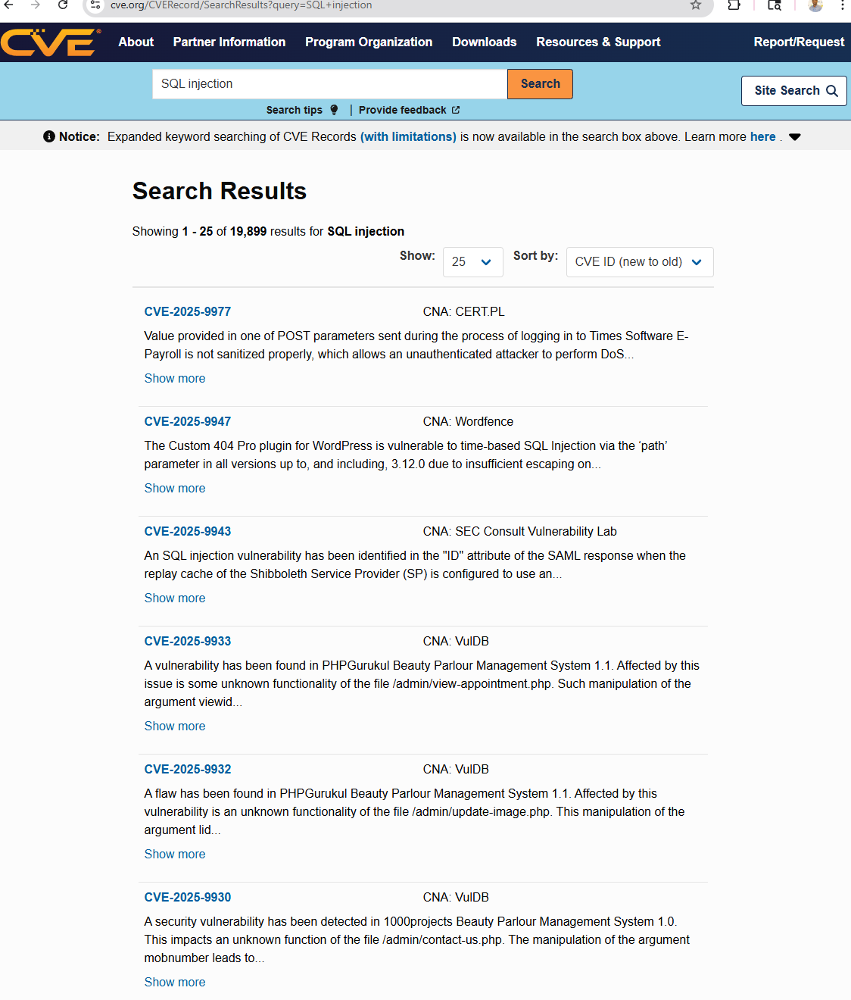 cve.org/CVERecord/SearchResults?query=SQL+injection
CVE®
About Partner Information Program Organization Downloads Resources & Support Report/Request
SQL injection Search
Site Search
Search tips | Provide feedback
Notice: Expanded keyword searching of CVE Records (with limitations) is now available in the search box above. Learn more here .
Search Results
Showing 1 - 25 of 19,899 results for SQL injection
Show: 25 Sort by: CVE ID (new to old)
CVE-2025-9977 CNA: CERT.PL
Value provided in one of POST parameters sent during the process of logging in to Times Software E-
Payroll is not sanitized properly, which allows an unauthenticated attacker to perform DoS...
Show more
CVE-2025-9947 CNA: Wordfence
The Custom 404 Pro plugin for WordPress is vulnerable to time-based SQL Injection via the ‘path’
parameter in all versions up to, and including, 3.12.0 due to insufficient escaping on...
Show more
CVE-2025-9943 CNA: SEC Consult Vulnerability Lab
An SQL injection vulnerability has been identified in the "ID" attribute of the SAML response when the
replay cache of the Shibboleth Service Provider (SP) is configured to use an...
Show more
CVE-2025-9933 CNA: VulDB
A vulnerability has been found in PHPGurukul Beauty Parlour Management System 1.1. Affected by this
issue is some unknown functionality of the file /admin/view-appointment.php. Such manipulation of the
argument viewid...
Show more
CVE-2025-9932 CNA: VulDB
A flaw has been found in PHPGurukul Beauty Parlour Management System 1.1. Affected by this
vulnerability is an unknown functionality of the file /admin/update-image.php. This manipulation of the
argument lid...
Show more
CVE-2025-9930 CNA: VulDB
A security vulnerability has been detected in 1000projects Beauty Parlour Management System 1.0.
This impacts an unknown function of the file /admin/contact-us.php. The manipulation of the argument
mobnumber leads to...
Show more